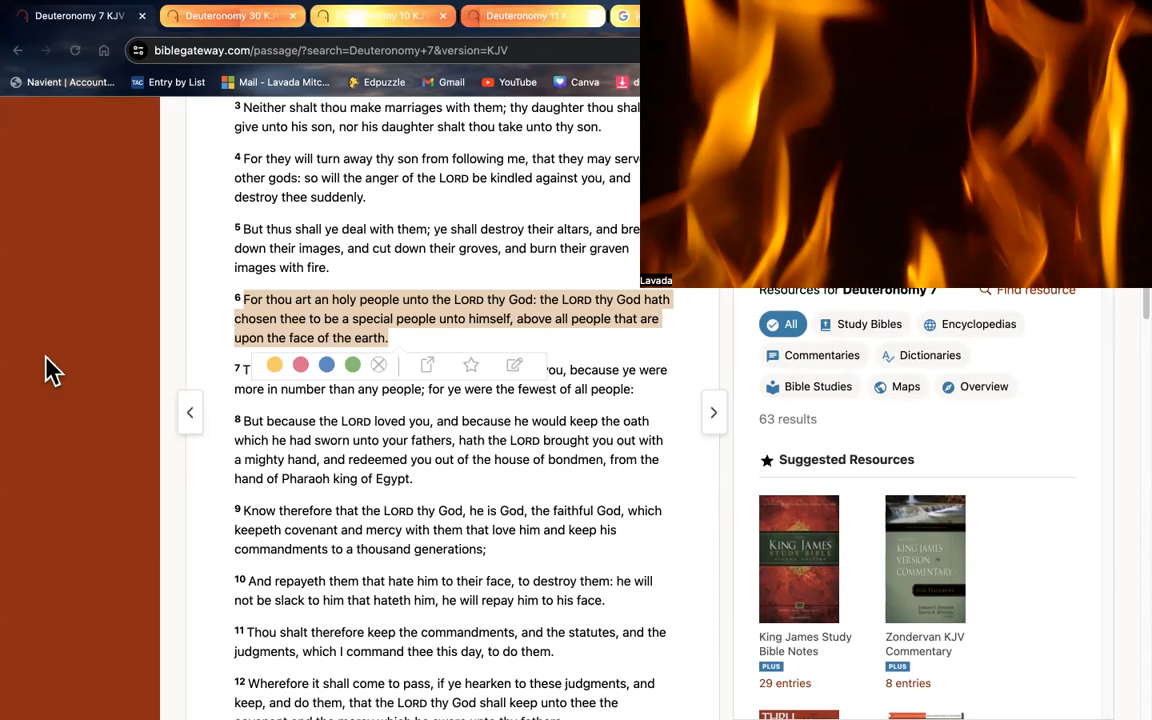 Deuteronomy 7 KJV
Deuteronomy 30 KJ
Deuteronomy 10 KJ
Deuteronomy 11 KJ
biblegateway.com/passage/?search=Deuteronomy+7&version=KJV
Navient | Account...
TAC Entry by List
Mail - Lavada Mitc...
Edpuzzle
Gmail
YouTube
Canva
3 Neither shalt thou make marriages with them; thy daughter thou shal
give unto his son, nor his daughter shalt thou take unto thy son.
4 For they will turn away thy son from following me, that they may serv
other gods: so will the anger of the LORD be kindled against you, and
destroy thee suddenly.
5 But thus shall ye deal with them; ye shall destroy their altars, and bre
down their images, and cut down their groves, and burn their graven
images with fire.
6 For thou art an holy people unto the LORD thy God: the LORD thy God hath
chosen thee to be a special people unto himself, above all people that are
upon the face of the earth.
7 T you, because ye were
more in number than any people; for ye were the fewest of all people:
8 But because the LORD loved you, and because he would keep the oath
which he had sworn unto your fathers, hath the LORD brought you out with
a mighty hand, and redeemed you out of the house of bondmen, from the
hand of Pharaoh king of Egypt.
9 Know therefore that the LORD thy God, he is God, the faithful God, which
keepeth covenant and mercy with them that love him and keep his
commandments to a thousand generations;
10 And repayeth them that hate him to their face, to destroy them: he will
not be slack to him that hateth him, he will repay him to his face.
11 Thou shalt therefore keep the commandments, and the statutes, and the
judgments, which I command thee this day, to do them.
12 Wherefore it shall come to pass, if ye hearken to these judgments, and
keep, and do them, that the LORD thy God shall keep unto thee the
covenant and the mercy which he sware unto thy fathers
Lavada
Resources for Deuteronomy 7
Find resource
All
Study Bibles
Encyclopedias
Commentaries
Dictionaries
Bible Studies
Maps
Overview
63 results
Suggested Resources
KING JAMES
STUDY BIBLE
KING JAMES
VERSION
COMMENTARY
King James Study
Bible Notes
PLUS
29 entries
Zondervan KJV
Commentary
PLUS
8 entries
THRU